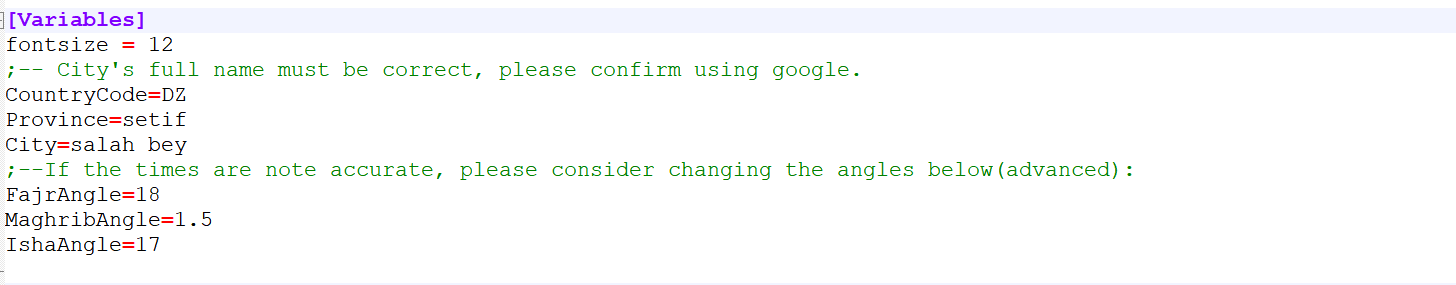 [Variables]
fontsize = 12
;-- City's full name must be correct, please confirm using google.
CountryCode=DZ
Province=setif
City=salah bey
;--If the times are note accurate, please consider changing the angles below(advanced):
FajrAngle=18
MaghribAngle=1.5
IshaAngle=17